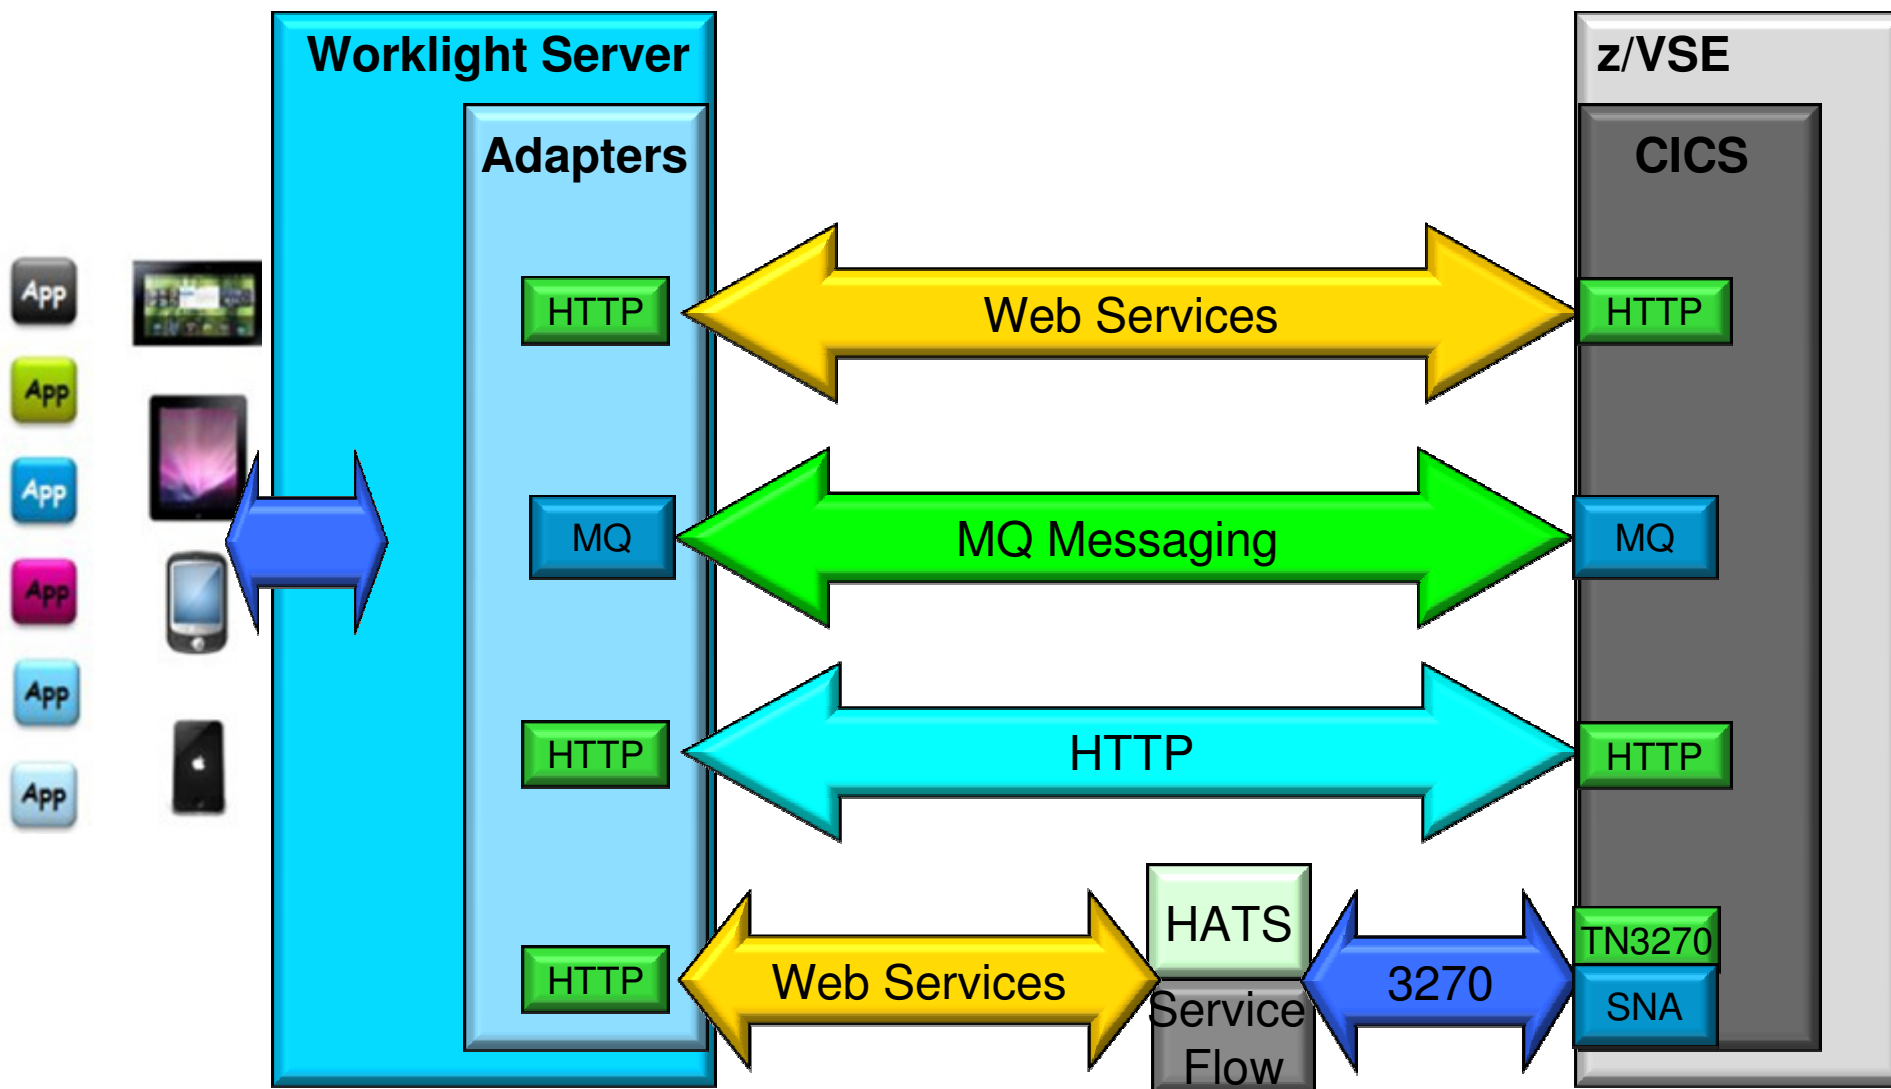 Worklight Server
z/VSE
Adapters
CICS
App
App
App
App
App
App
HTTP
Web Services
HTTP
MQ
MQ Messaging
MQ
HTTP
HTTP
HTTP
HTTP
Web Services
HATS
Service
Flow
3270
TN3270
SNA